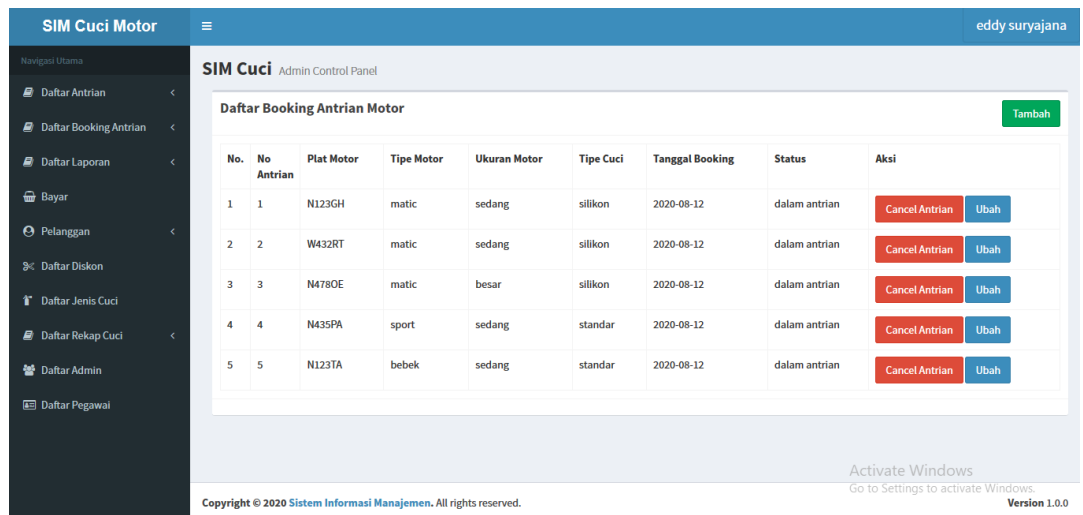 SIM Cuci Motor
eddy suryajana
Navigasi Utama
Daftar Antrian
Daftar Booking Antrian
Daftar Laporan
Bayar
Pelanggan
Daftar Diskon
Daftar Jenis Cuci
Daftar Rekap Cuci
Daftar Admin
Daftar Pegawai
SIM Cuci Admin Control Panel
Daftar Booking Antrian Motor
Tambah
No. No Antrian Plat Motor Tipe Motor Ukuran Motor Tipe Cuci Tanggal Booking Status Aksi
1 1 N123GH matic sedang silikon 2020-08-12 dalam antrian Cancel Antrian Ubah
2 2 W432RT matic sedang silikon 2020-08-12 dalam antrian Cancel Antrian Ubah
3 3 N478OE matic besar silikon 2020-08-12 dalam antrian Cancel Antrian Ubah
4 4 N435PA sport sedang standar 2020-08-12 dalam antrian Cancel Antrian Ubah
5 5 N123TA bebek sedang standar 2020-08-12 dalam antrian Cancel Antrian Ubah
Activate Windows
Go to Settings to activate Windows.
Copyright © 2020 Sistem Informasi Manajemen. All rights reserved.
Version 1.0.0